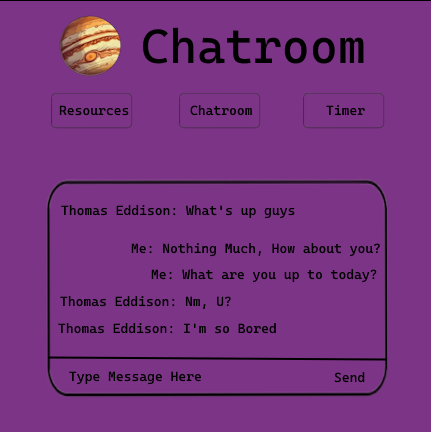 Chatroom
Resources Chatroom Timer
Thomas Eddison: What's up guys
Me: Nothing Much, How about you?
Me: What are you up to today?
Thomas Eddison: Nm, U?
Thomas Eddison: I'm so Bored
Type Message Here Send